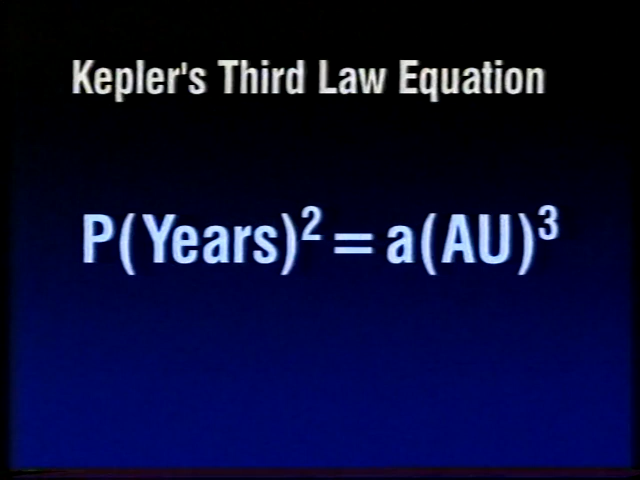 Kepler's Third Law Equation
P(Years)² = a(AU)³